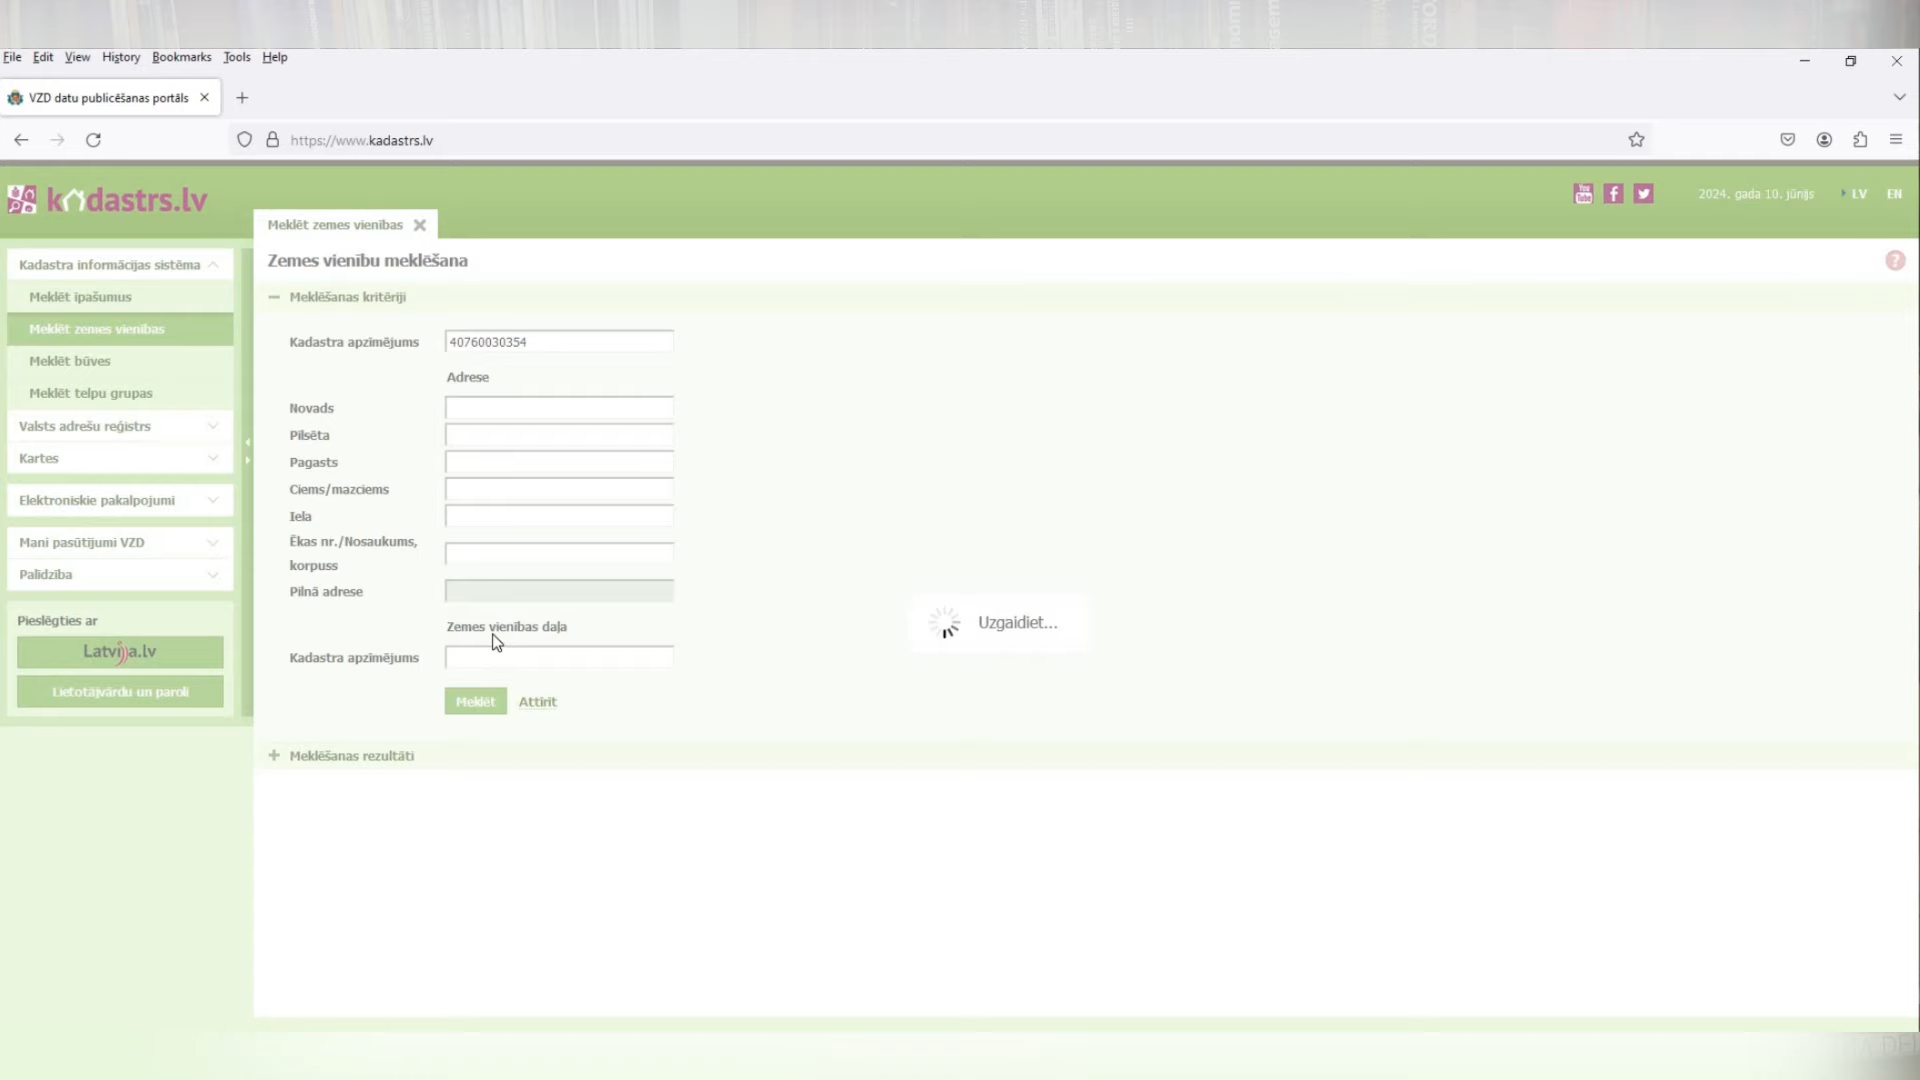 File Edit View History Bookmarks Tools Help
VZD datu publicēšanas portāls
https://www.kadastrs.lv
kadastrs.lv
2024. gada 10. jūnijs LV EN
Meklēt zemes vienības
Kadastra informācijas sistēma
Meklēt īpašumus
Meklēt zemes vienības
Meklēt būves
Meklēt telpu grupas
Valsts adrešu reģistrs
Kartes
Elektroniskie pakalpojumi
Mani pasūtījumi VZD
Palīdzība
Pieslēgties ar
Latvija.lv
Lietotājvārdu un paroli
Zemes vienību meklēšana
?
Meklēšanas kritēriji
Kadastra apzīmējums 40760030354
Adrese
Novads
Pilsēta
Pagasts
Ciems/mazciems
Iela
Ēkas nr./Nosaukums,
korpuss
Pilnā adrese
Zemes vienības daļa
Kadastra apzīmējums
Meklēt Attīrīt
Meklēšanas rezultāti
Uzgaidiet...